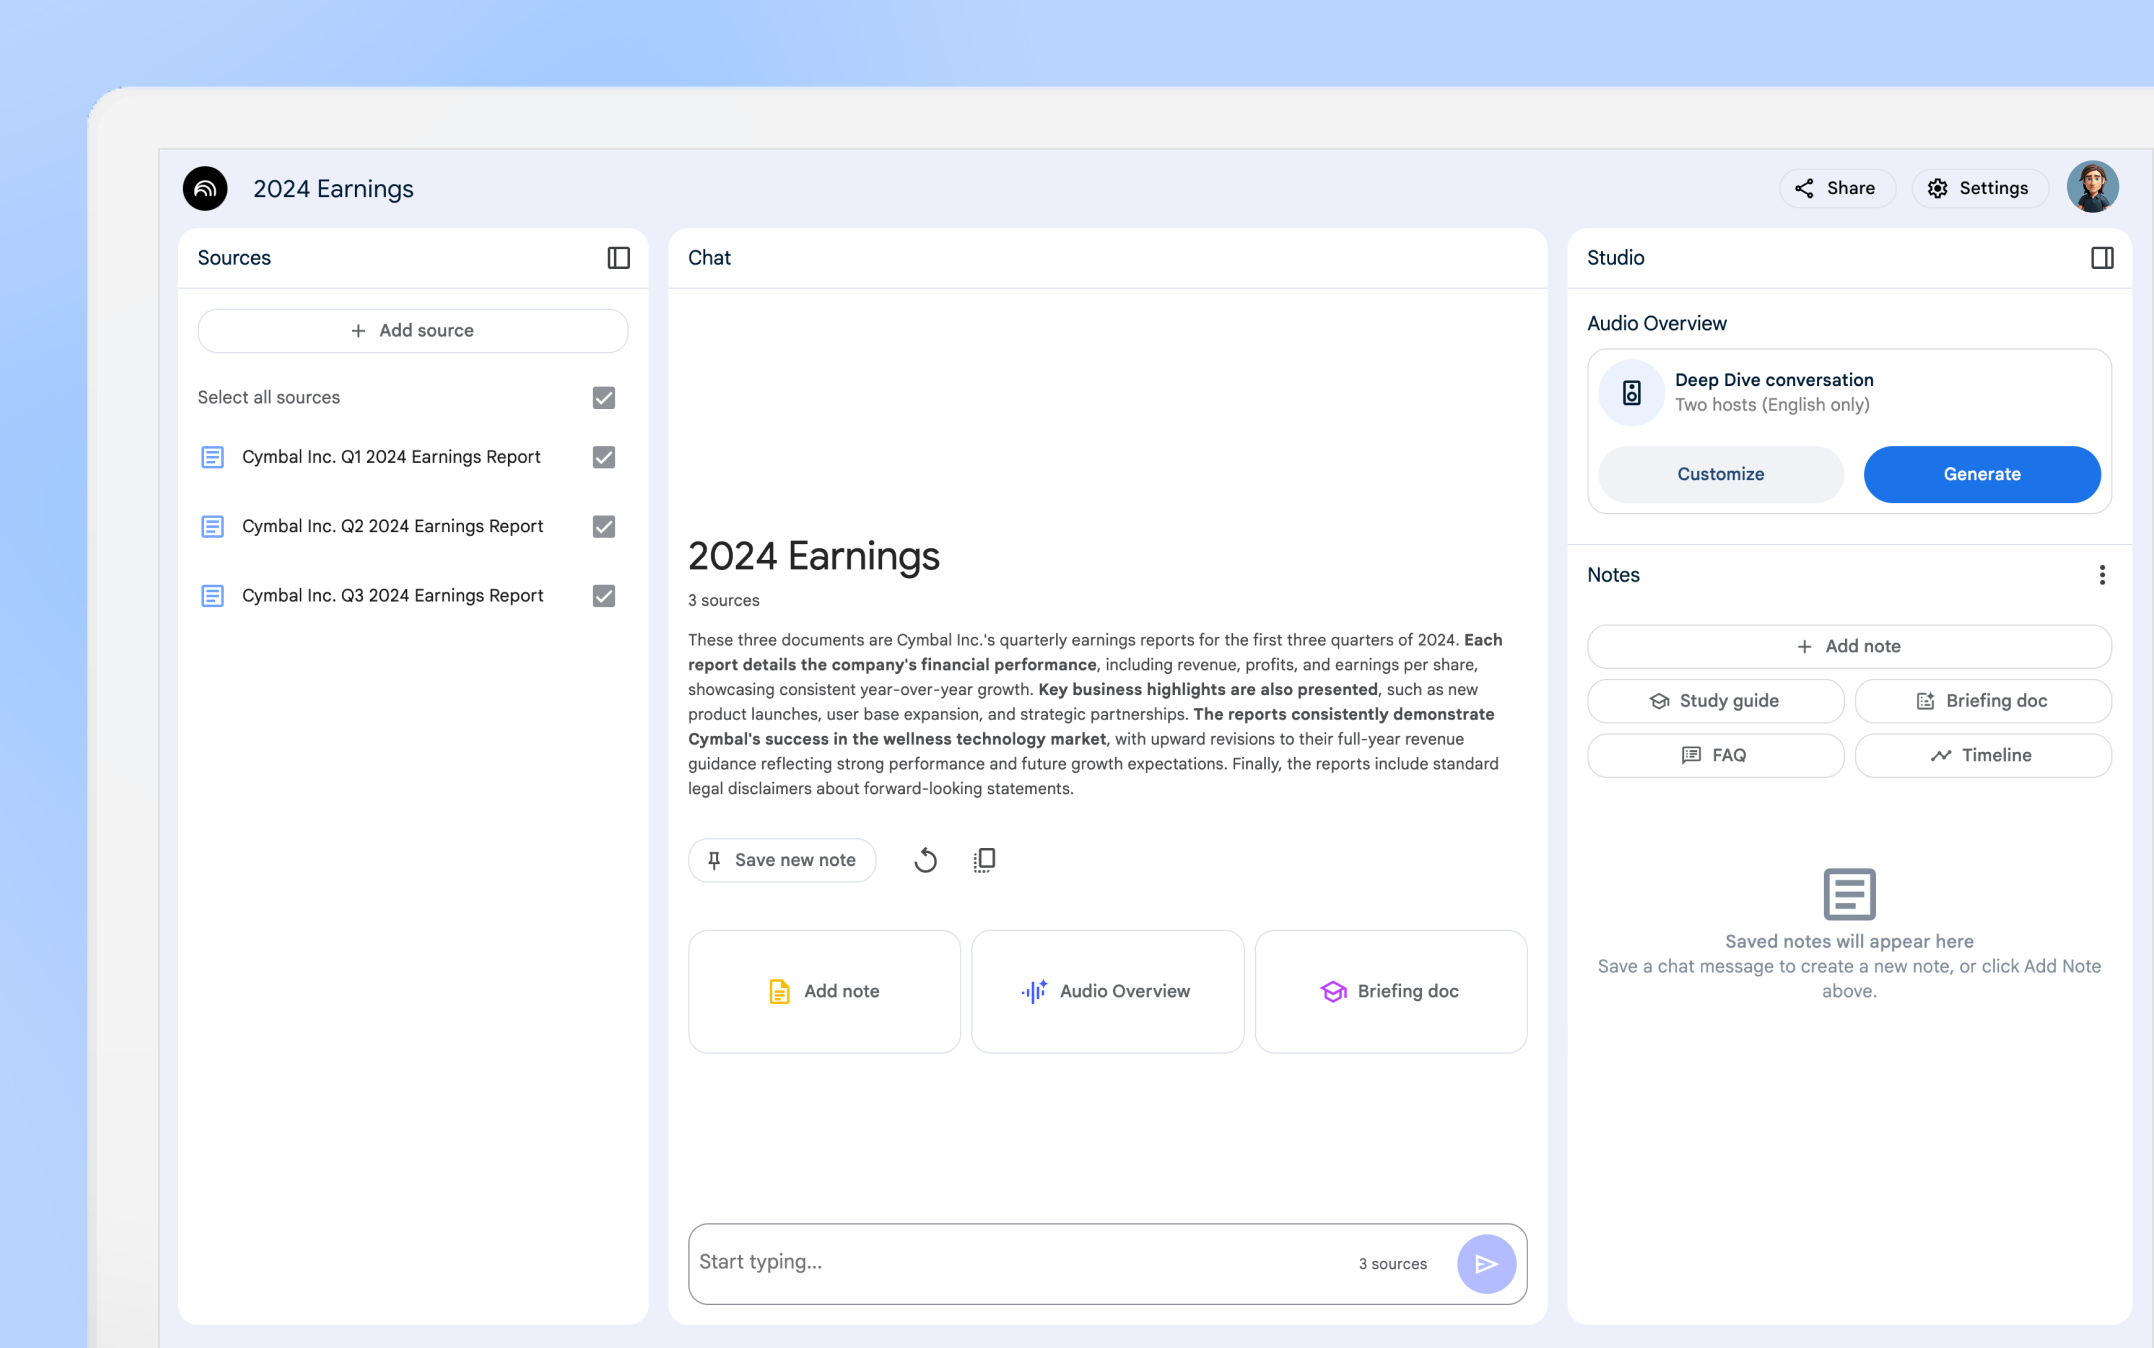 2024 Earnings
Share
Settings
Sources
Add source
Select all sources
Cymbal Inc. Q1 2024 Earnings Report
Cymbal Inc. Q2 2024 Earnings Report
Cymbal Inc. Q3 2024 Earnings Report
Chat
2024 Earnings
3 sources
These three documents are Cymbal Inc.'s quarterly earnings reports for the first three quarters of 2024. Each
report details the company's financial performance, including revenue, profits, and earnings per share,
showcasing consistent year-over-year growth. Key business highlights are also presented, such as new
product launches, user base expansion, and strategic partnerships. The reports consistently demonstrate
Cymbal's success in the wellness technology market, with upward revisions to their full-year revenue
guidance reflecting strong performance and future growth expectations. Finally, the reports include standard
legal disclaimers about forward-looking statements.
Save new note
Add note
Audio Overview
Briefing doc
Start typing...
3 sources
Studio
Audio Overview
Deep Dive conversation
Two hosts (English only)
Customize
Generate
Notes
Add note
Study guide
Briefing doc
FAQ
Timeline
Saved notes will appear here
Save a chat message to create a new note, or click Add Note
above.